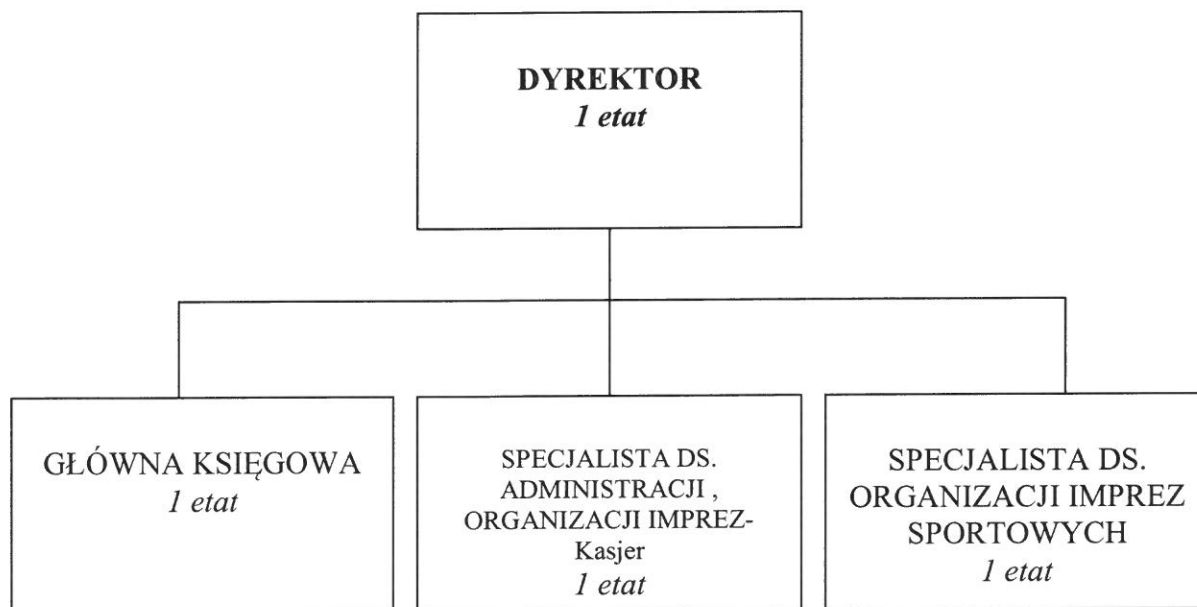 DYREKTOR
1 etat
GŁÓWNA KSIĘGOWA
1 etat
SPECJALISTA DS.
ADMINISTRACJI ,
ORGANIZACJI IMPREZ-
Kasjer
1 etat
SPECJALISTA DS.
ORGANIZACJI IMPREZ
SPORTOWYCH
1 etat